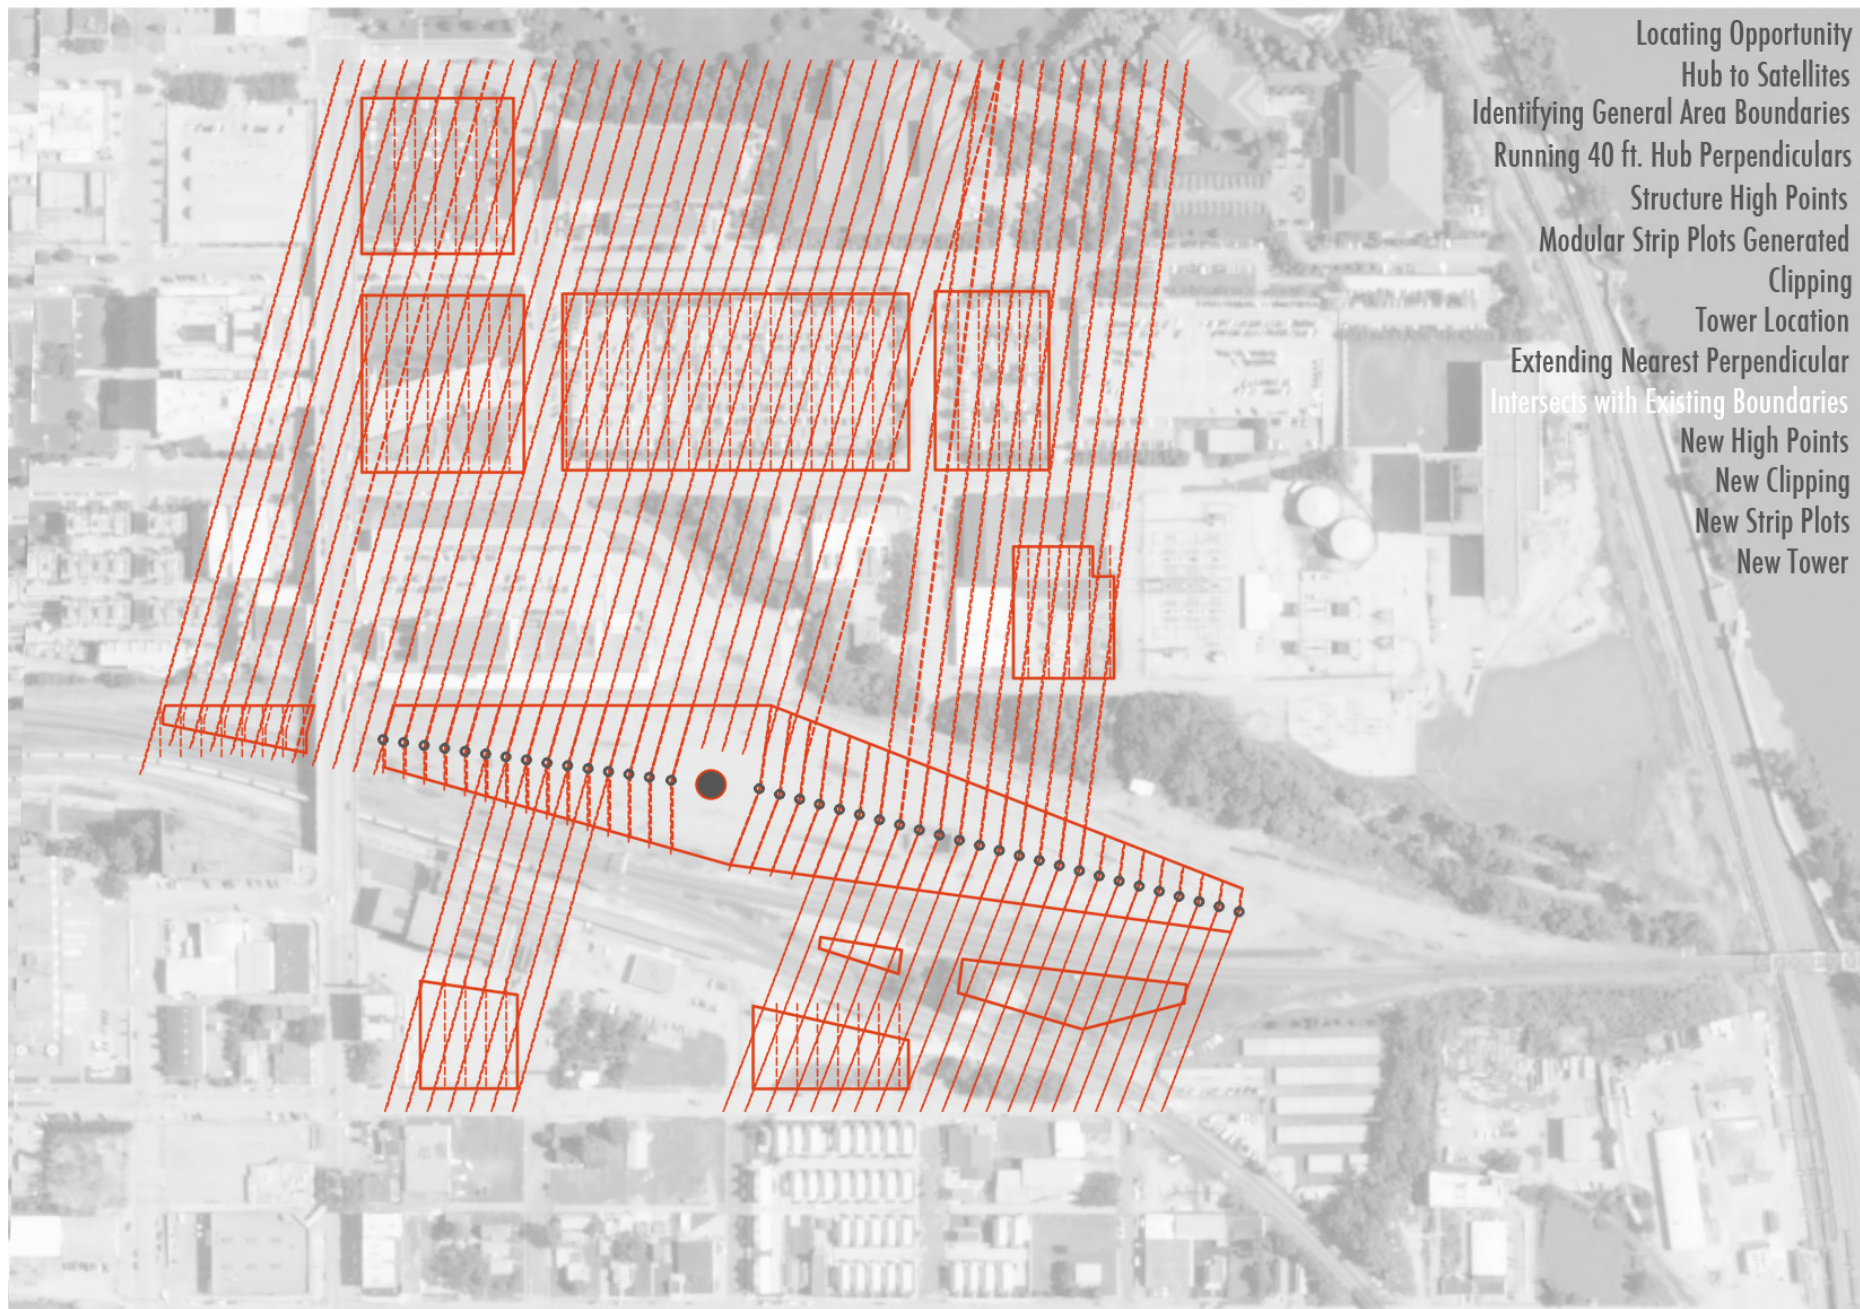 Locating Opportunity
Hub to Satellites
Identifying General Area Boundaries
Running 40 ft. Hub Perpendiculars
Structure High Points
Modular Strip Plots Generated
Clipping
Tower Location
Extending Nearest Perpendicular
Intersects with Existing Boundaries
New High Points
New Clipping
New Strip Plots
New Tower